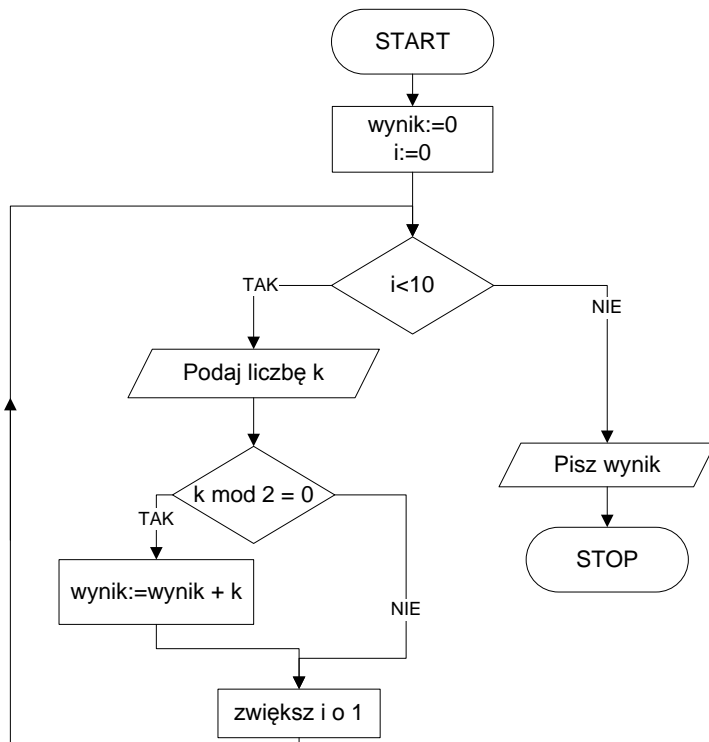 START
wynik:=0
i:=0
i<10
TAK
NIE
Podaj liczbę k
k mod 2 = 0
Pisz wynik
TAK
STOP
wynik:=wynik + k
NIE
zwiększ i o 1